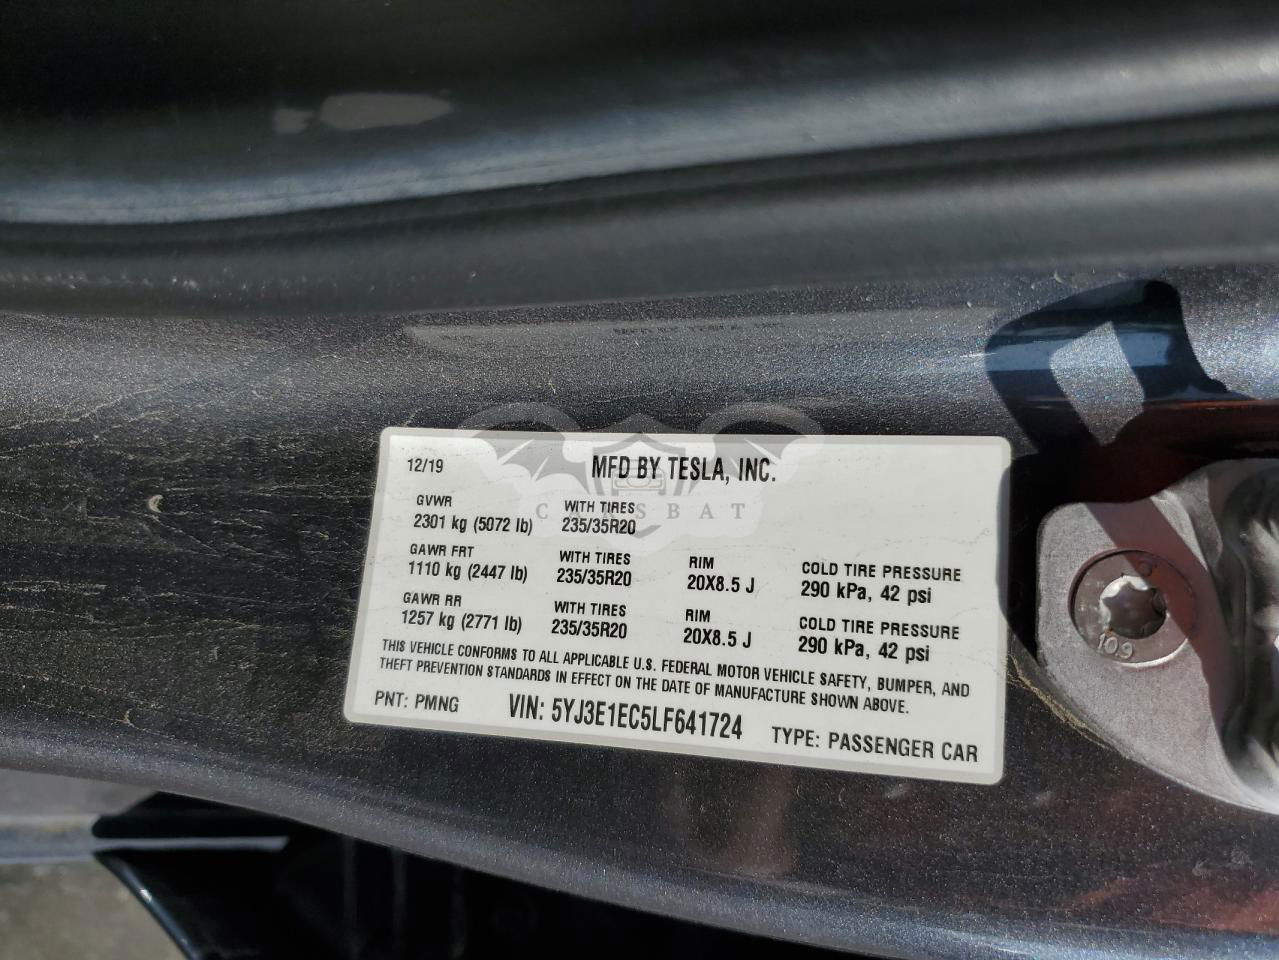 12/19 MFD BY TESLA, INC.
GVWR WITH TIRES
2301 kg (5072 lb) 235/35R20
CARSBAT
GAWR FRT WITH TIRES RIM COLD TIRE PRESSURE
1110 kg (2447 lb) 235/35R20 20X8.5 J 290 kPa, 42 psi
GAWR RR WITH TIRES RIM COLD TIRE PRESSURE
1257 kg (2771 lb) 235/35R20 20X8.5 J 290 kPa, 42 psi
THIS VEHICLE CONFORMS TO ALL APPLICABLE U.S. FEDERAL MOTOR VEHICLE SAFETY, BUMPER, AND
THEFT PREVENTION STANDARDS IN EFFECT ON THE DATE OF MANUFACTURE SHOWN ABOVE.
PNT: PMNG VIN: 5YJ3E1EC5LF641724 TYPE: PASSENGER CAR
109